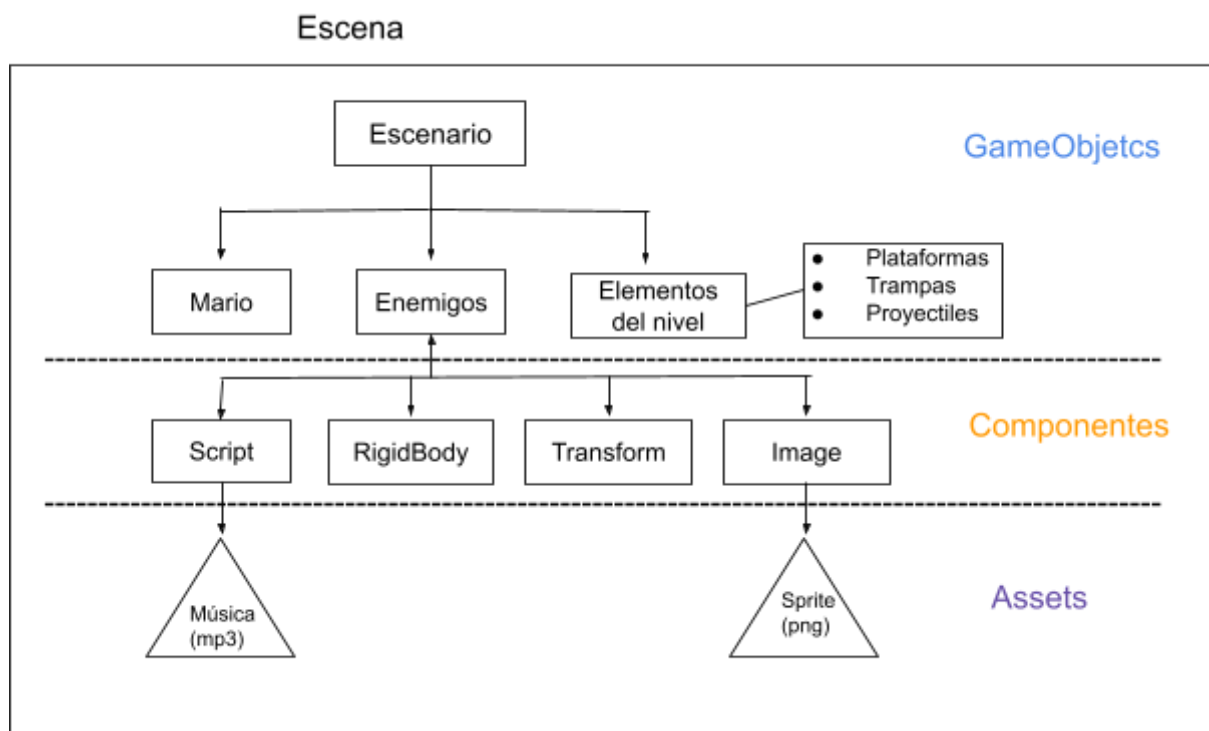 Escena
Escenario
GameObjetcs
Mario
Enemigos
Elementos
del nivel
● Plataformas
● Trampas
● Proyectiles
Script
RigidBody
Transform
Image
Componentes
Música
(mp3)
Sprite
(png)
Assets